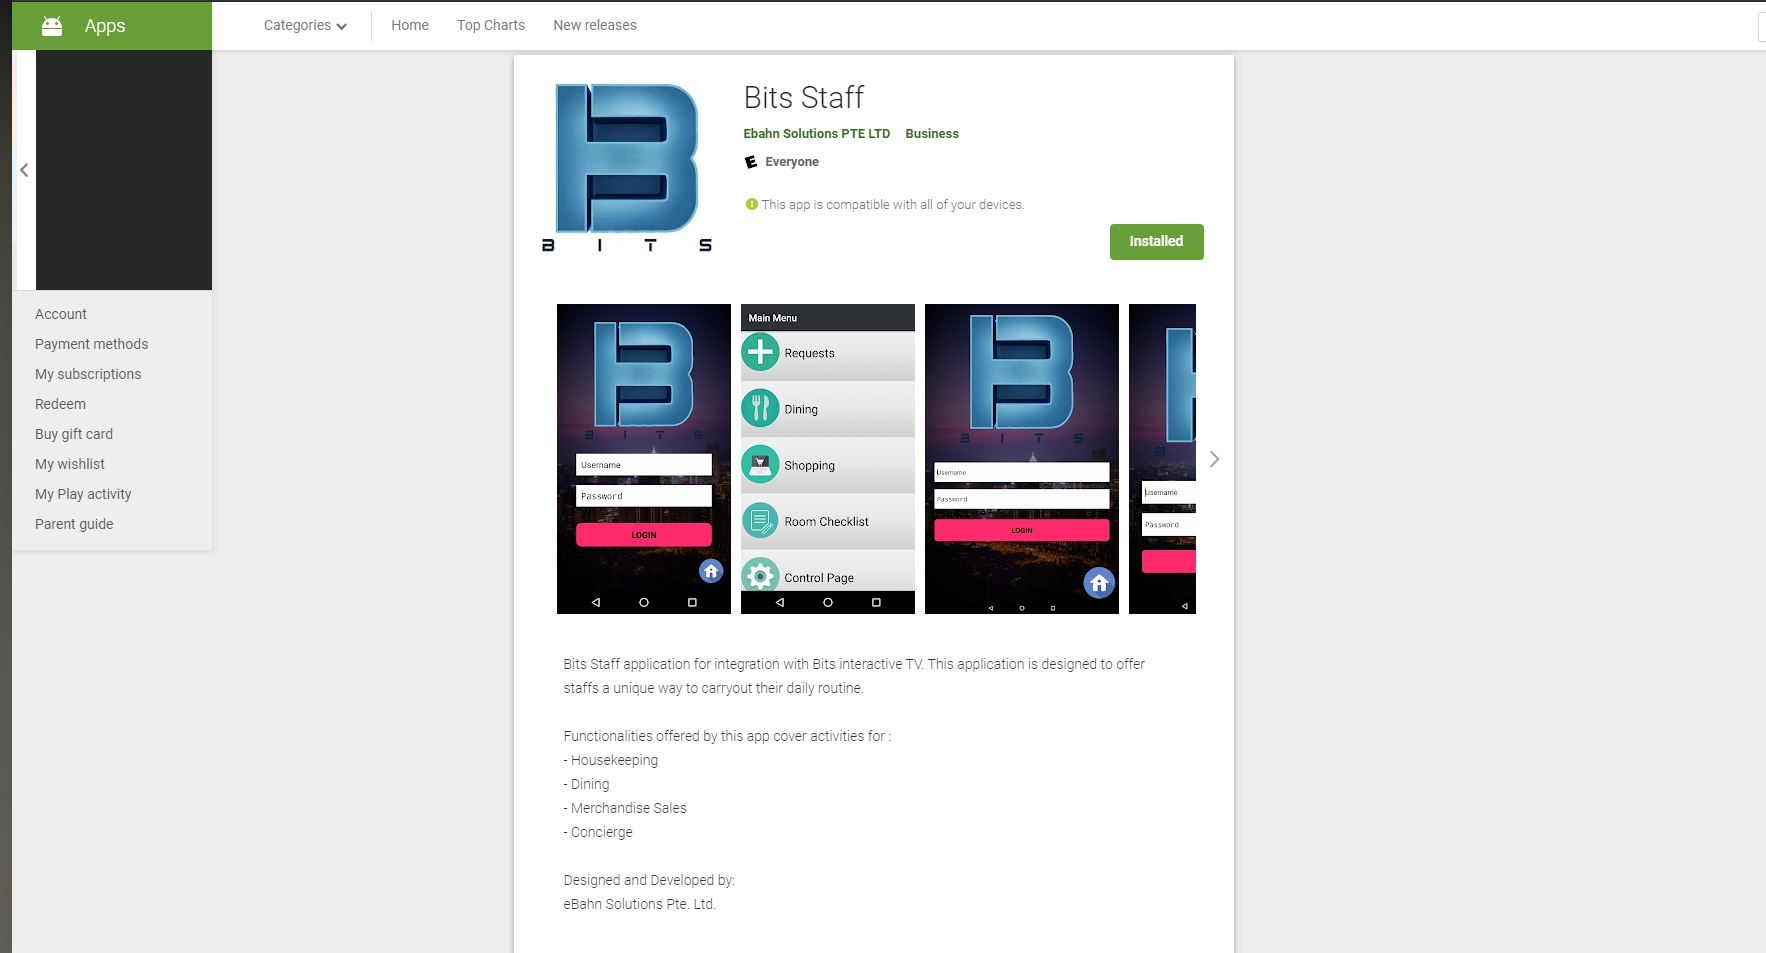 Apps
Categories
Home
Top Charts
New releases
Account
Payment methods
My subscriptions
Redeem
Buy gift card
My wishlist
My Play activity
Parent guide
B I T S
Bits Staff
Ebahn Solutions PTE LTD Business
E Everyone
This app is compatible with all of your devices.
Installed
B I T S
Username
Password
LOGIN
Main Menu
Requests
Dining
Shopping
Room Checklist
Control Page
B I T S
Username
Password
LOGIN
B
Username
Password
Bits Staff application for integration with Bits interactive TV. This application is designed to offer
staffs a unique way to carryout their daily routine.
Functionalities offered by this app cover activities for :
- Housekeeping
- Dining
- Merchandise Sales
- Concierge
Designed and Developed by:
eBahn Solutions Pte. Ltd.